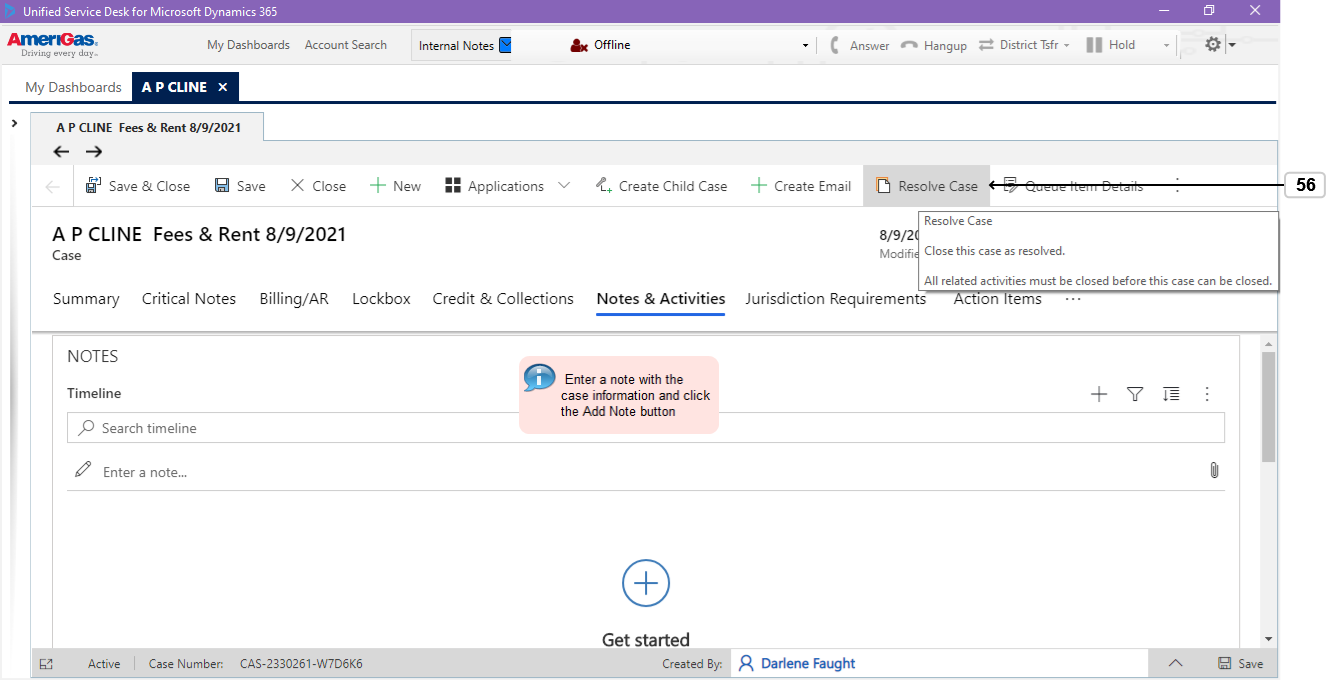 Unified Service Desk for Microsoft Dynamics 365
AmeriGas
Driving every day
My Dashboards Account Search Internal Notes Offline Answer Hangup District Tsfr Hold
My Dashboards A P CLINE
A P CLINE Fees & Rent 8/9/2021
Save & Close Save Close New Applications Create Child Case Create Email Resolve Case Queue Item Details 56
A P CLINE Fees & Rent 8/9/2021
Case
8/9/20
Modifie
Resolve Case
Close this case as resolved.
All related activities must be closed before this case can be closed.
Summary Critical Notes Billing/AR Lockbox Credit & Collections Notes & Activities Jurisdiction Requirements Action Items ...
NOTES
Timeline
Enter a note with the
case information and click
the Add Note button
Search timeline
Enter a note...
Get started
Active Case Number: CAS-2330261-W7D6K6 Created By: Darlene Faught Save